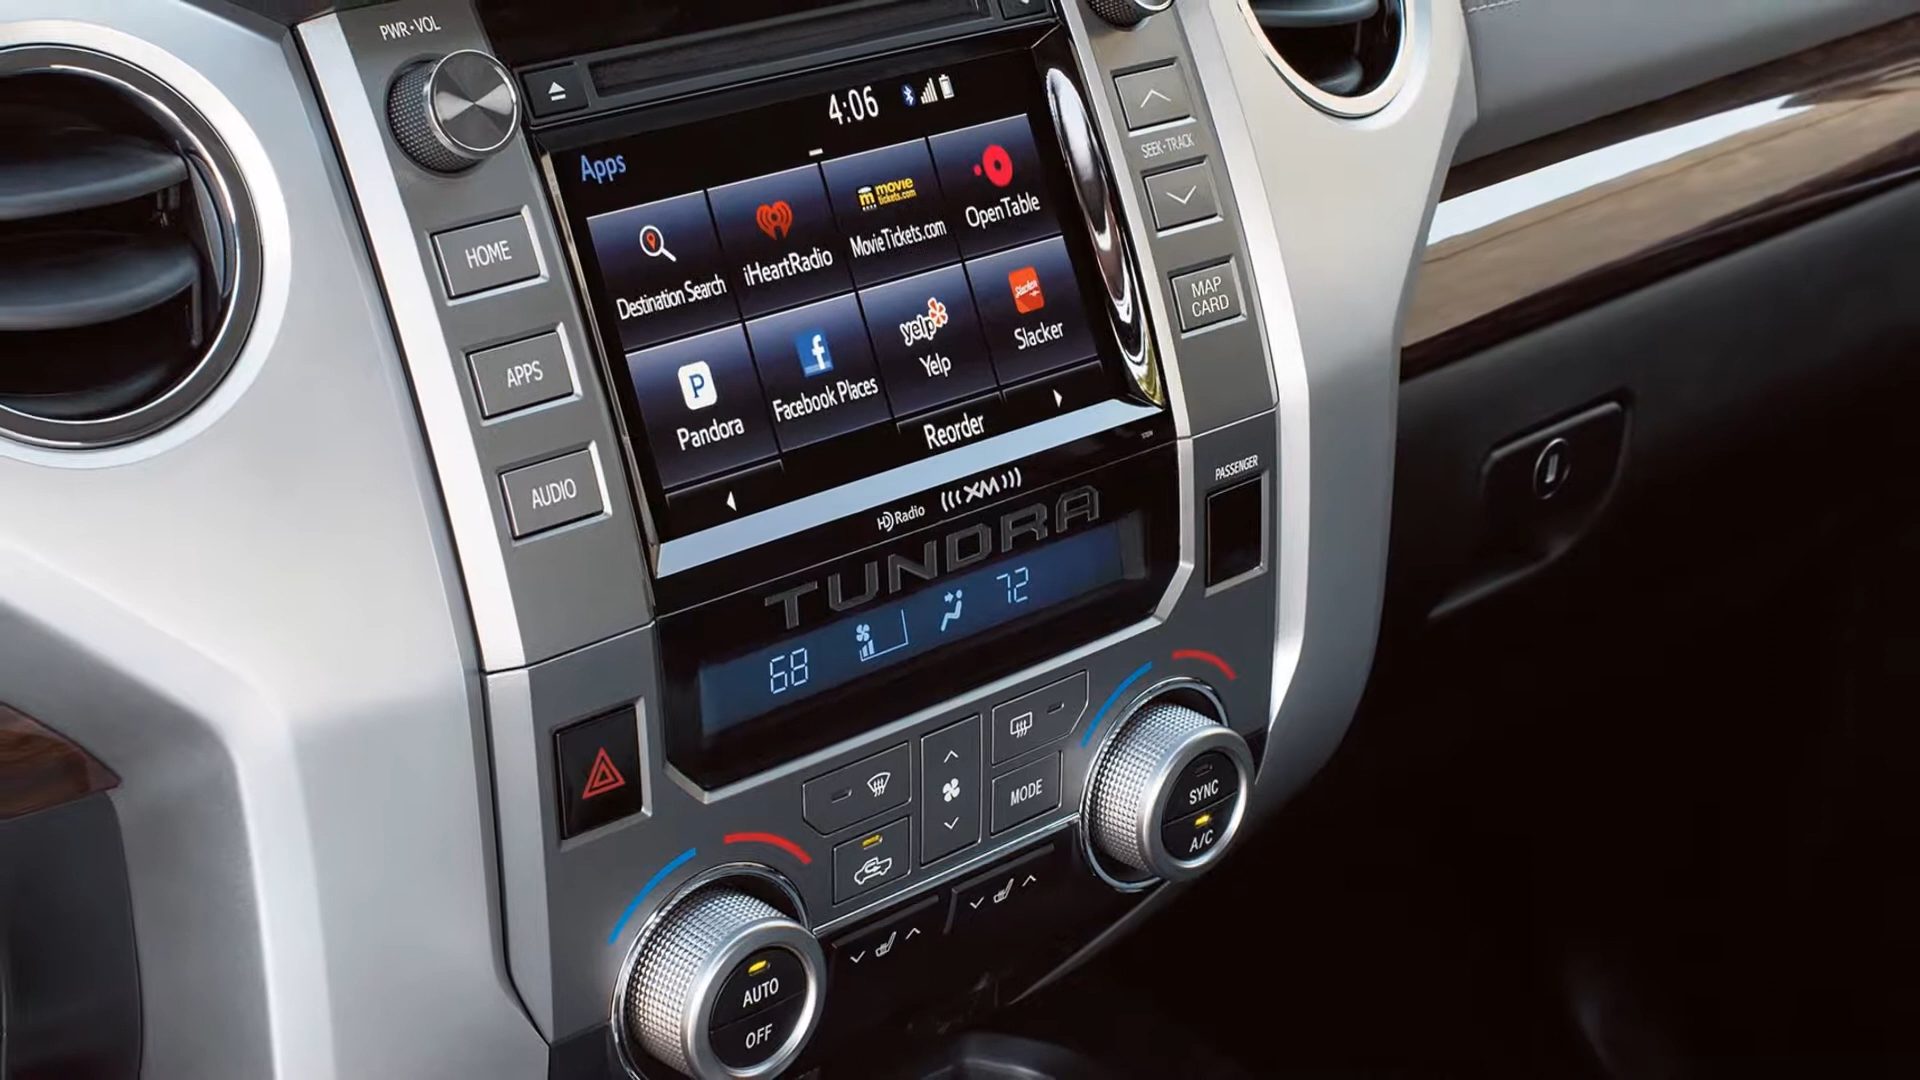 PWR•VOL
4:06
Apps
SEEK•TRACK
HOME
Destination Search
iHeartRadio
movie
tickets.com
MovieTickets.com
OpenTable
MAP
CARD
APPS
P
Pandora
f
Facebook Places
yelp
Yelp
Slacker
Slacker
Reorder
AUDIO
HD Radio
(((XM)))
PASSENGER
TUNDRA
68
72
MODE
SYNC
A/C
AUTO
OFF